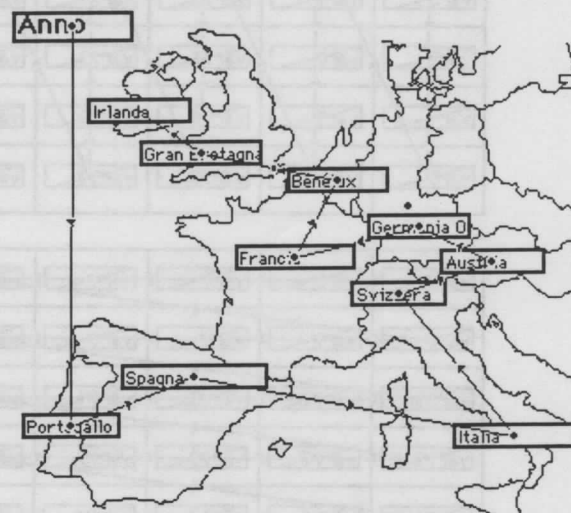 Anno
Irlanda
Gran Bretagna
Benelux
Germania O
Francia
Austria
Svizzera
Spagna
Portogallo
Italia